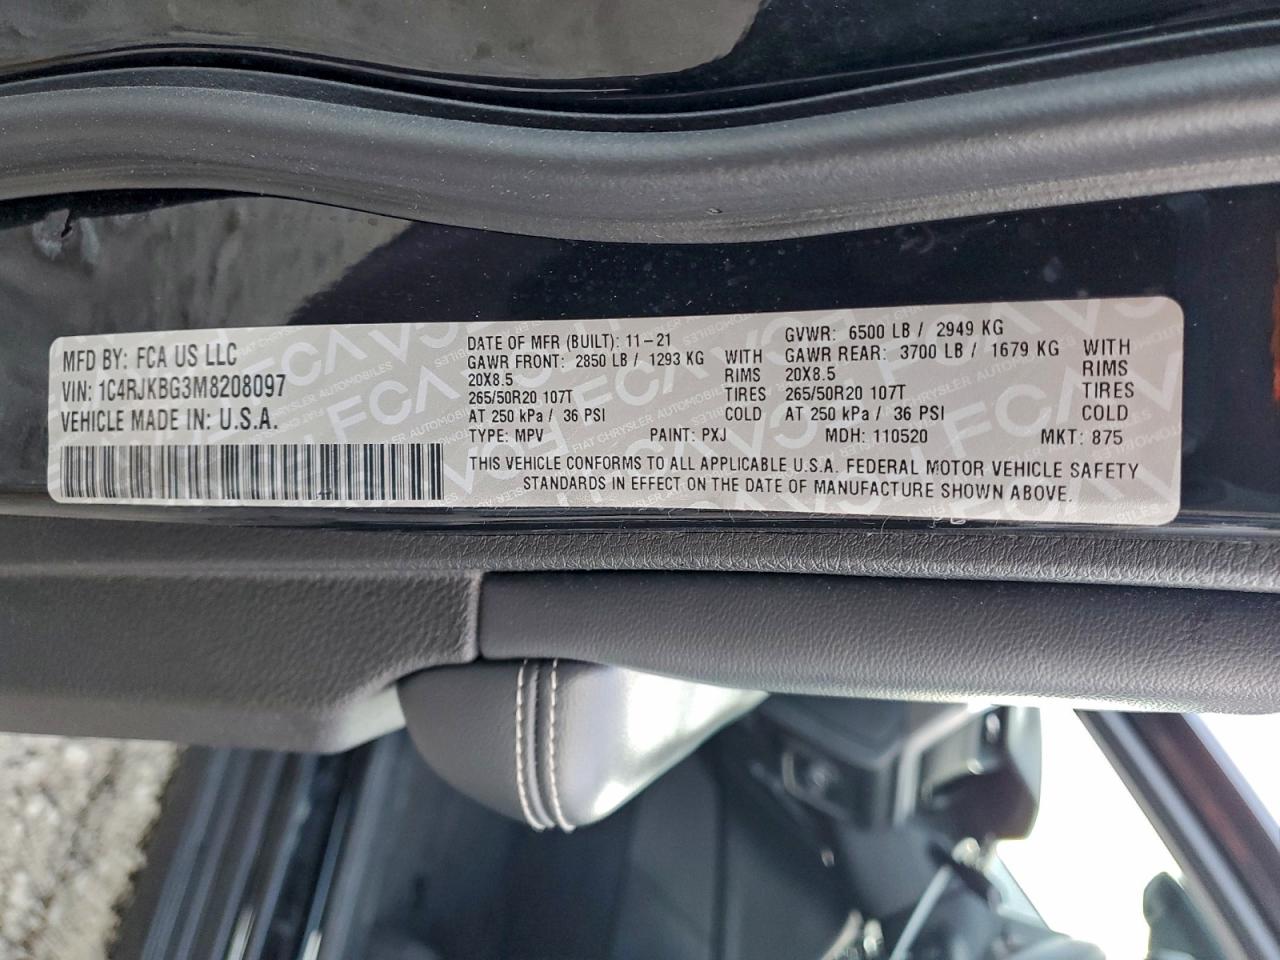 MFD BY: FCA US LLC
VIN: 1C4RJKBG3M8208097
VEHICLE MADE IN: U.S.A.
DATE OF MFR (BUILT): 11-21
GAWR FRONT: 2850 LB / 1293 KG WITH
20X8.5 RIMS
265/50R20 107T TIRES
AT 250 kPa / 36 PSI COLD
GVWR: 6500 LB / 2949 KG
GAWR REAR: 3700 LB / 1679 KG WITH
20X8.5 RIMS
265/50R20 107T TIRES
AT 250 kPa / 36 PSI COLD
TYPE: MPV PAINT: PXJ MDH: 110520 MKT: 875
THIS VEHICLE CONFORMS TO ALL APPLICABLE U.S.A. FEDERAL MOTOR VEHICLE SAFETY
STANDARDS IN EFFECT ON THE DATE OF MANUFACTURE SHOWN ABOVE.